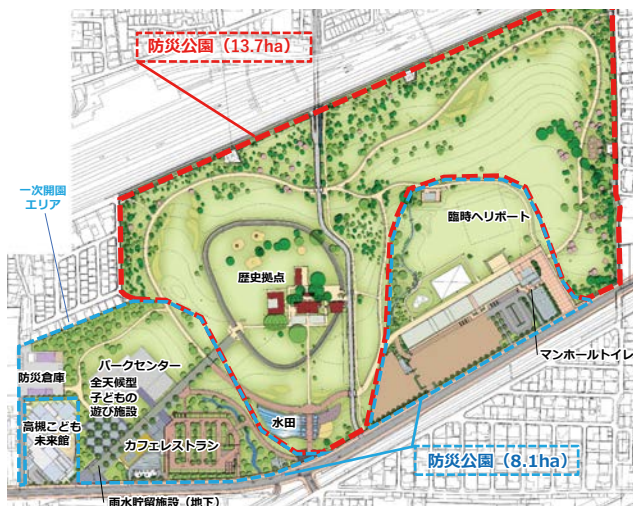 防災公園（13.7ha）
一次開園
エリア
臨時ヘリポート
歴史拠点
マンホールトイレ
パークセンター
防災倉庫
全天候型
子どもの
遊び施設
高槻こども
未来館
水田
カフェレストラン
防災公園（8.1ha）
雨水貯留施設（地下）